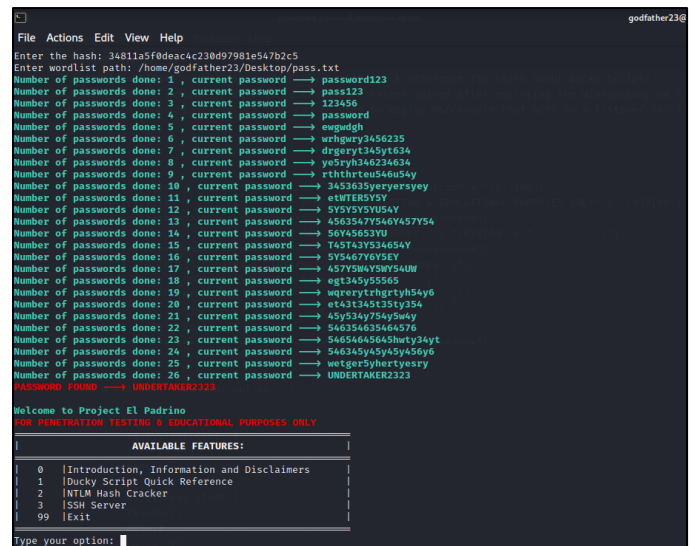 godfather23@
File Actions Edit View Help
Enter the hash: 34811a5f0deac4c230d97981e547b2c5
Enter wordlist path: /home/godfather23/Desktop/pass.txt
Number of passwords done: 1 , current password ⟶ password123
Number of passwords done: 2 , current password ⟶ pass123
Number of passwords done: 3 , current password ⟶ 123456
Number of passwords done: 4 , current password ⟶ password
Number of passwords done: 5 , current password ⟶ ewgwdgh
Number of passwords done: 6 , current password ⟶ wrhgwry3456235
Number of passwords done: 7 , current password ⟶ drgeryt345yt634
Number of passwords done: 8 , current password ⟶ ye5ryh346234634
Number of passwords done: 9 , current password ⟶ rththrteu546u54y
Number of passwords done: 10 , current password ⟶ 3453635yeryersyey
Number of passwords done: 11 , current password ⟶ etWTER5Y5Y
Number of passwords done: 12 , current password ⟶ 5Y5Y5Y5YU54Y
Number of passwords done: 13 , current password ⟶ 4563547Y546Y457Y54
Number of passwords done: 14 , current password ⟶ 56Y45653YU
Number of passwords done: 15 , current password ⟶ T45T43Y534654Y
Number of passwords done: 16 , current password ⟶ 5Y5467Y6Y5EY
Number of passwords done: 17 , current password ⟶ 457Y5W4Y5WY54UW
Number of passwords done: 18 , current password ⟶ egt345y55565
Number of passwords done: 19 , current password ⟶ wqrerytrhgrtyh54y6
Number of passwords done: 20 , current password ⟶ et43t345t35ty354
Number of passwords done: 21 , current password ⟶ 45y534y754y5w4y
Number of passwords done: 22 , current password ⟶ 546354635464576
Number of passwords done: 23 , current password ⟶ 54654645645hwty34yt
Number of passwords done: 24 , current password ⟶ 546345y45y45y456y6
Number of passwords done: 25 , current password ⟶ wetger5yhertyesry
Number of passwords done: 26 , current password ⟶ UNDERTAKER2323
PASSWORD FOUND ⟶ UNDERTAKER2323
Welcome to Project El Padrino
FOR PENETRATION TESTING & EDUCATIONAL PURPOSES ONLY
| AVAILABLE FEATURES: |
| 0 |Introduction, Information and Disclaimers |
| 1 |Ducky Script Quick Reference |
| 2 |NTLM Hash Cracker |
| 3 |SSH Server |
| 99 |Exit |
Type your option: